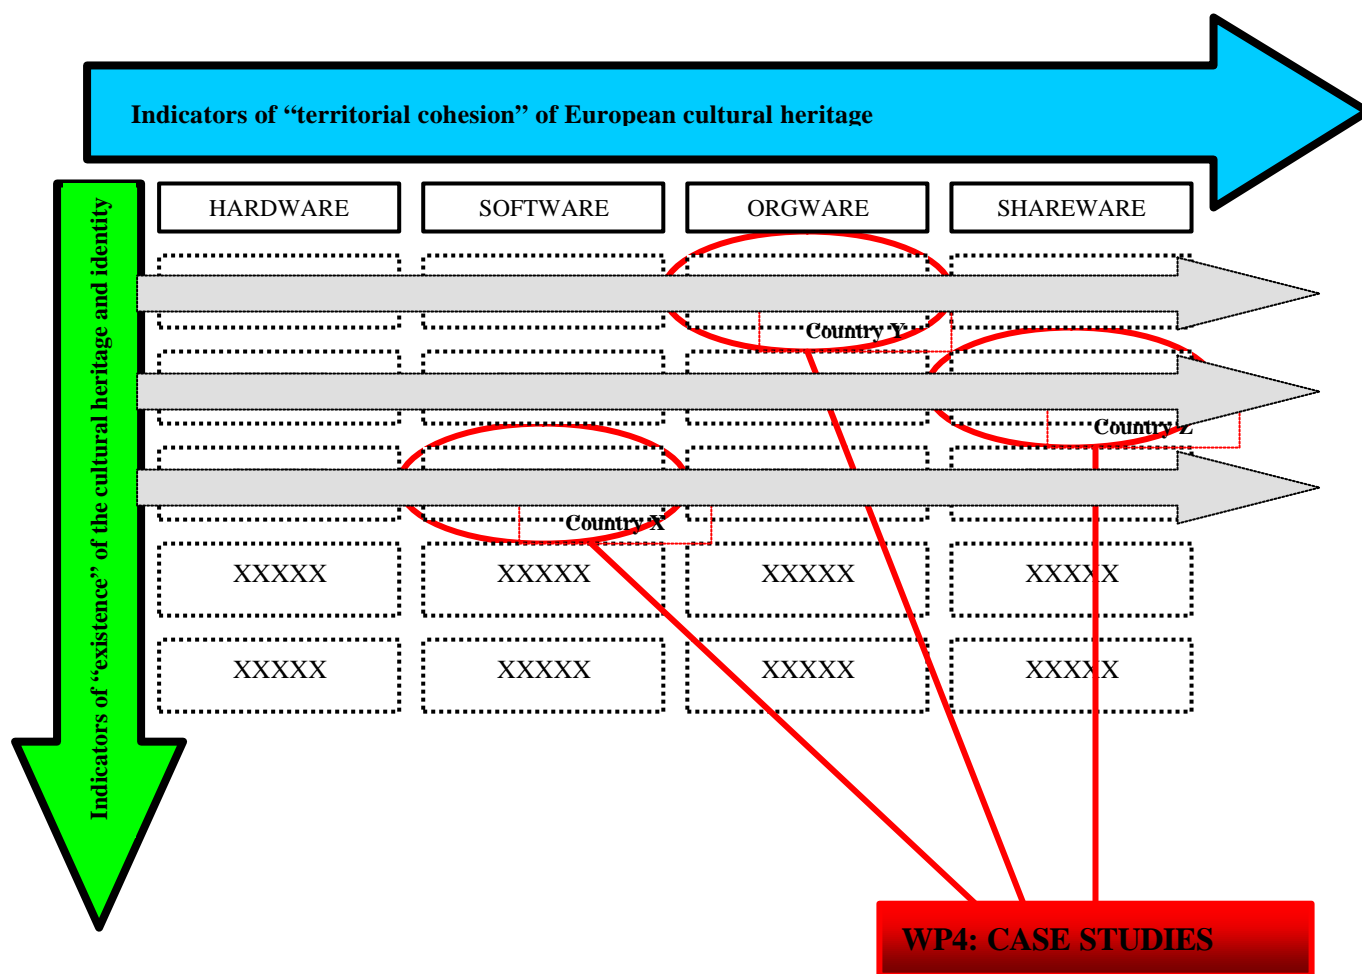 Indicators of “territorial cohesion” of European cultural heritage
Indicators of “existence” of the cultural heritage and identity
HARDWARE SOFTWARE ORGWARE SHAREWARE
Country Y
Country Z
Country X
XXXXX XXXXX XXXXX XXXXX
XXXXX XXXXX XXXXX XXXXX
WP4: CASE STUDIES